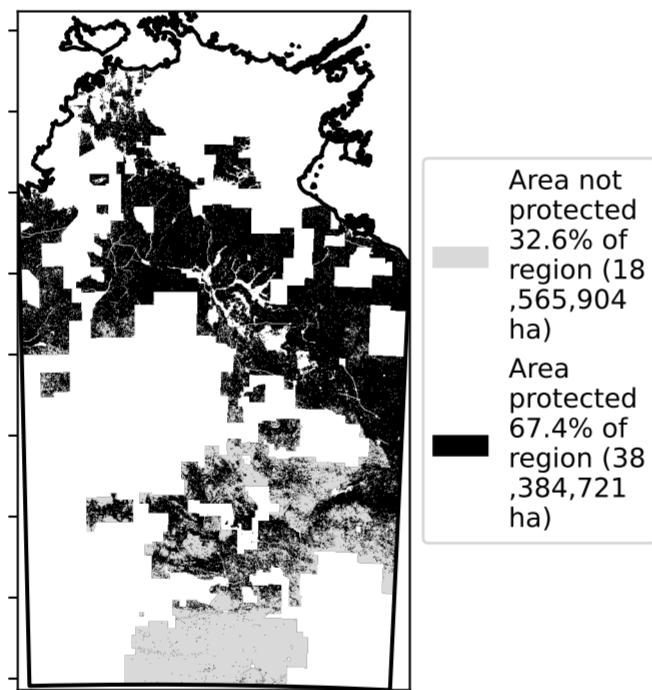 Area not
protected
32.6% of
region (18
,565,904
ha)
Area
protected
67.4% of
region (38
,384,721
ha)